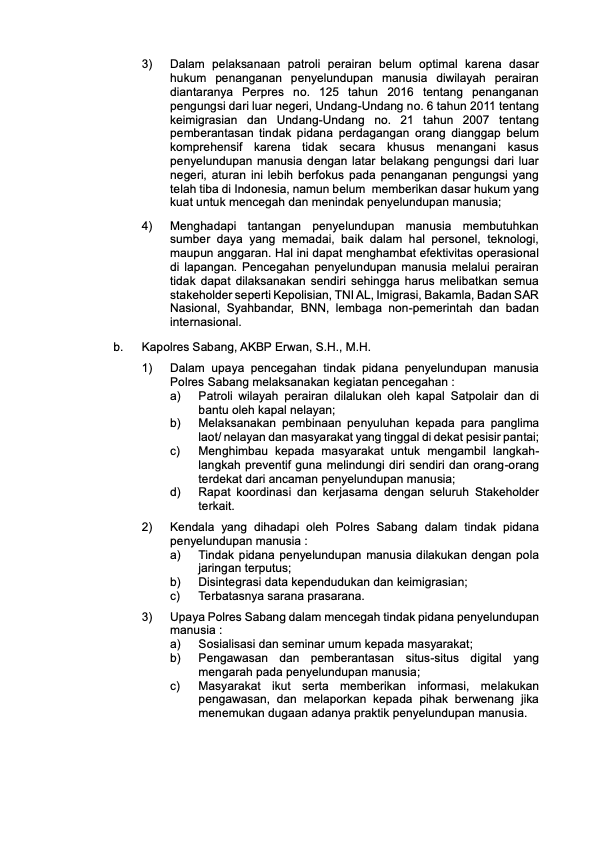 3) Dalam pelaksanaan patroli perairan belum optimal karena dasar
hukum penanganan penyelundupan manusia diwilayah perairan
diantaranya Perpres no. 125 tahun 2016 tentang penanganan
pengungsi dari luar negeri, Undang-Undang no. 6 tahun 2011 tentang
keimigrasian dan Undang-Undang no. 21 tahun 2007 tentang
pemberantasan tindak pidana perdagangan orang dianggap belum
komprehensif karena tidak secara khusus menangani kasus
penyelundupan manusia dengan latar belakang pengungsi dari luar
negeri, aturan ini lebih berfokus pada penanganan pengungsi yang
telah tiba di Indonesia, namun belum memberikan dasar hukum yang
kuat untuk mencegah dan menindak penyelundupan manusia;
4) Menghadapi tantangan penyelundupan manusia membutuhkan
sumber daya yang memadai, baik dalam hal personel, teknologi,
maupun anggaran. Hal ini dapat menghambat efektivitas operasional
di lapangan. Pencegahan penyelundupan manusia melalui perairan
tidak dapat dilaksanakan sendiri sehingga harus melibatkan semua
stakeholder seperti Kepolisian, TNI AL, Imigrasi, Bakamla, Badan SAR
Nasional, Syahbandar, BNN, lembaga non-pemerintah dan badan
internasional.
b. Kapolres Sabang, AKBP Erwan, S.H., M.H.
1) Dalam upaya pencegahan tindak pidana penyelundupan manusia
Polres Sabang melaksanakan kegiatan pencegahan :
a) Patroli wilayah perairan dilalukan oleh kapal Satpolair dan di
bantu oleh kapal nelayan;
b) Melaksanakan pembinaan penyuluhan kepada para panglima
laot/ nelayan dan masyarakat yang tinggal di dekat pesisir pantai;
c) Menghimbau kepada masyarakat untuk mengambil langkah-
langkah preventif guna melindungi diri sendiri dan orang-orang
terdekat dari ancaman penyelundupan manusia;
d) Rapat koordinasi dan kerjasama dengan seluruh Stakeholder
terkait.
2) Kendala yang dihadapi oleh Polres Sabang dalam tindak pidana
penyelundupan manusia :
a) Tindak pidana penyelundupan manusia dilakukan dengan pola
jaringan terputus;
b) Disintegrasi data kependudukan dan keimigrasian;
c) Terbatasnya sarana prasarana.
3) Upaya Polres Sabang dalam mencegah tindak pidana penyelundupan
manusia :
a) Sosialisasi dan seminar umum kepada masyarakat;
b) Pengawasan dan pemberantasan situs-situs digital yang
mengarah pada penyelundupan manusia;
c) Masyarakat ikut serta memberikan informasi, melakukan
pengawasan, dan melaporkan kepada pihak berwenang jika
menemukan dugaan adanya praktik penyelundupan manusia.